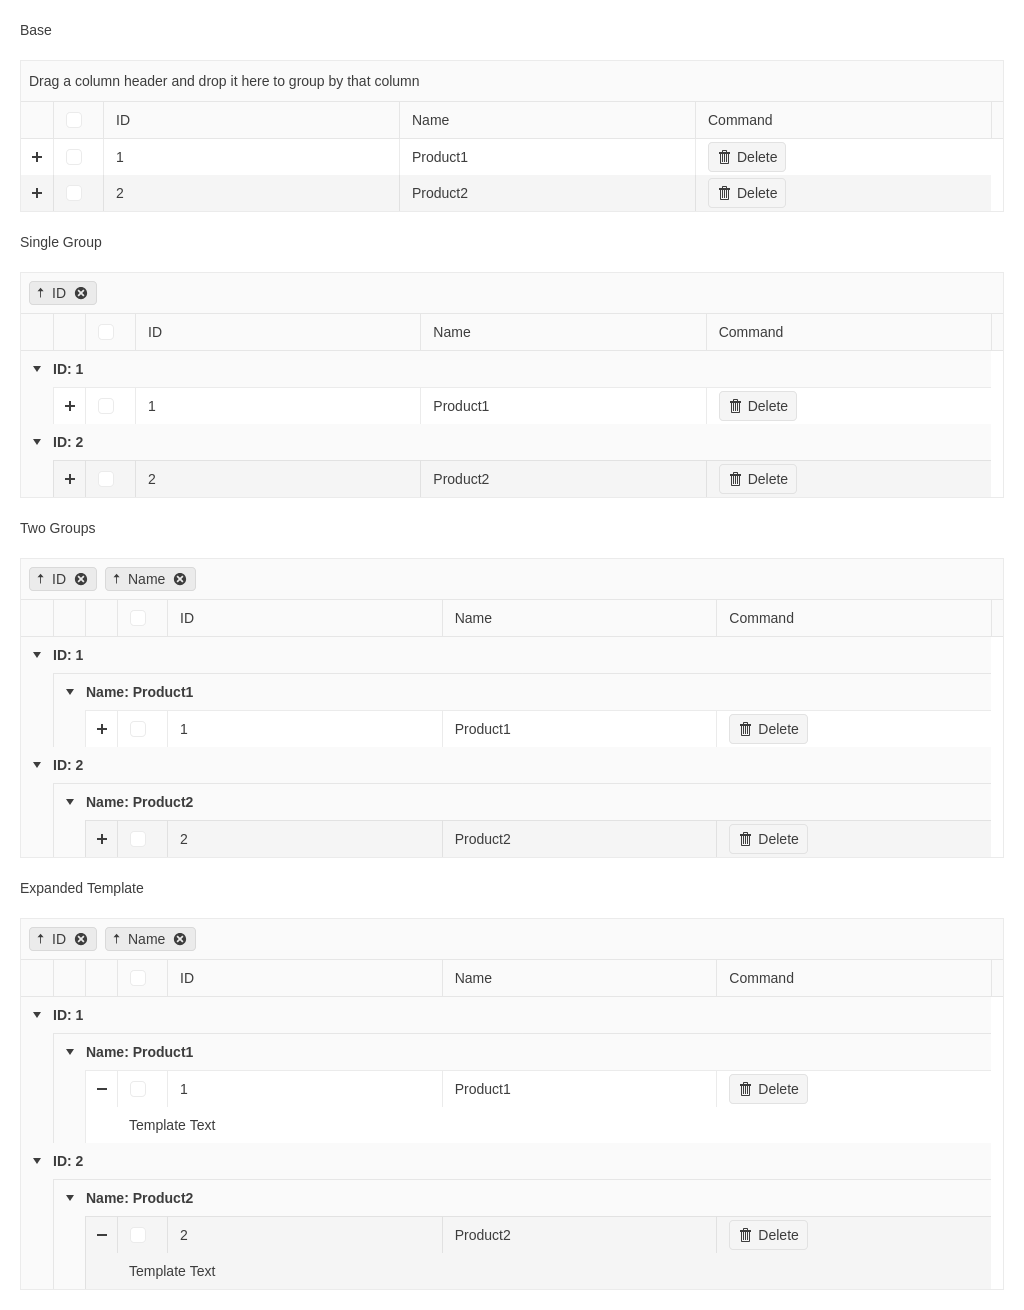 Base
Drag a column header and drop it here to group by that column
ID Name Command
1 Product1 Delete
2 Product2 Delete
Single Group
ID
ID Name Command
ID: 1
1 Product1 Delete
ID: 2
2 Product2 Delete
Two Groups
ID Name
ID Name Command
ID: 1
Name: Product1
1 Product1 Delete
ID: 2
Name: Product2
2 Product2 Delete
Expanded Template
ID Name
ID Name Command
ID: 1
Name: Product1
1 Product1 Delete
Template Text
ID: 2
Name: Product2
2 Product2 Delete
Template Text